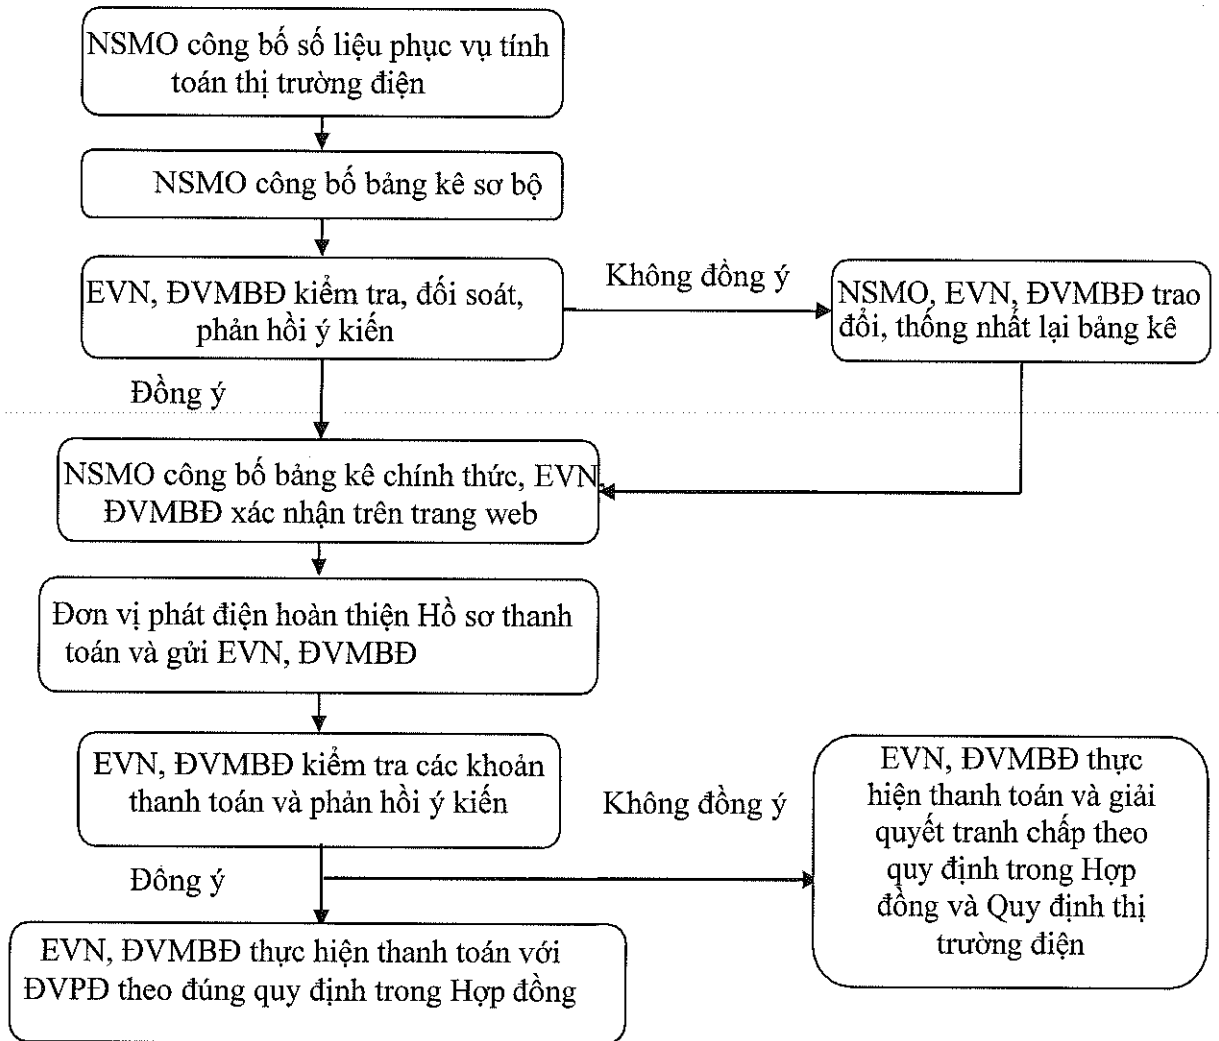 NSMO công bố số liệu phục vụ tính
toán thị trường điện
NSMO công bố bảng kê sơ bộ
EVN, ĐVMBĐ kiểm tra, đối soát,
phản hồi ý kiến
Không đồng ý
NSMO, EVN, ĐVMBĐ trao
đổi, thống nhất lại bảng kê
Đồng ý
NSMO công bố bảng kê chính thức, EVN,
ĐVMBĐ xác nhận trên trang web
Đơn vị phát điện hoàn thiện Hồ sơ thanh
toán và gửi EVN, ĐVMBĐ
EVN, ĐVMBĐ kiểm tra các khoản
thanh toán và phản hồi ý kiến
Không đồng ý
EVN, ĐVMBĐ thực
hiện thanh toán và giải
quyết tranh chấp theo
quy định trong Hợp
đồng và Quy định thị
trường điện
Đồng ý
EVN, ĐVMBĐ thực hiện thanh toán với
ĐVPĐ theo đúng quy định trong Hợp đồng